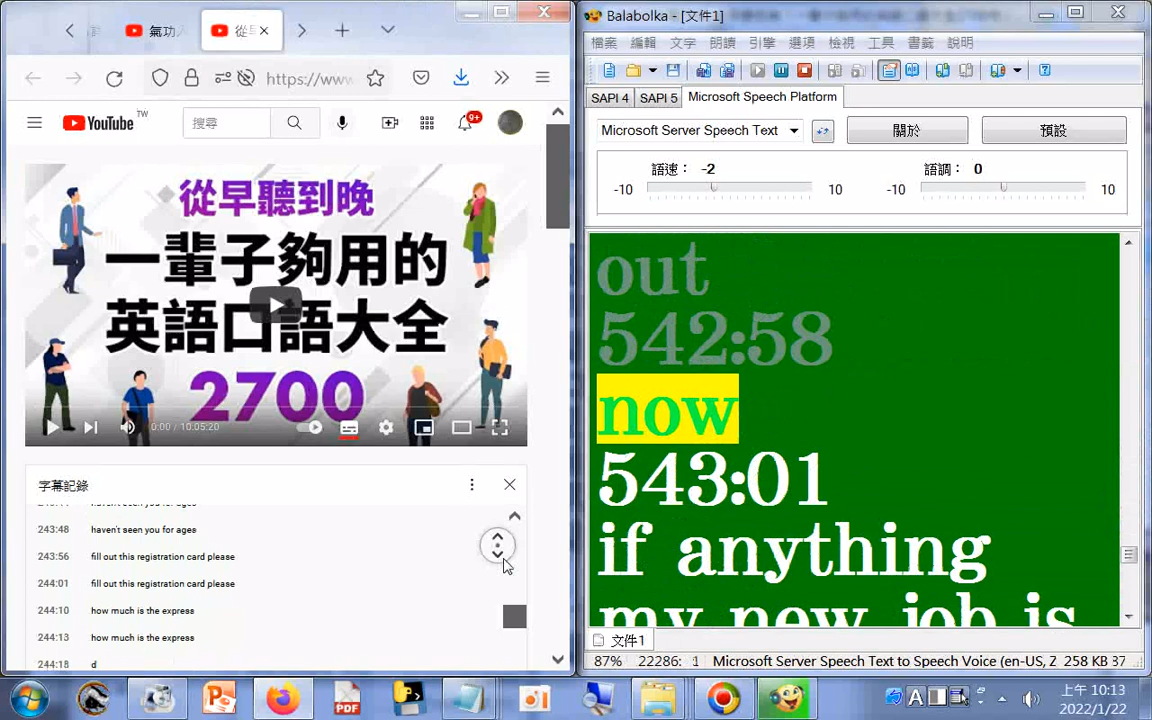 氣功
從
https://www
YouTube TW
搜尋
9+
從早聽到晚
一輩子夠用的
英語口語大全
2700
0:00 / 10:05:20
字幕記錄
haven't seen you for ages
243:48 haven't seen you for ages
243:56 fill out this registration card please
244:01 fill out this registration card please
244:10 how much is the express
244:13 how much is the express
244:18 d
Balabolka - [文件1]
檔案 編輯 文字 朗讀 引擎 選項 檢視 工具 書籤 說明
SAPI 4 SAPI 5 Microsoft Speech Platform
Microsoft Server Speech Text 關於 預設
語速： -2 語調： 0
-10 10 -10 10
out
542:58
now
543:01
if anything
my new job is
文件1
87% 22286: 1 Microsoft Server Speech Text to Speech Voice (en-US, Z 258 KB 37
PDF
A
上午 10:13
2022/1/22